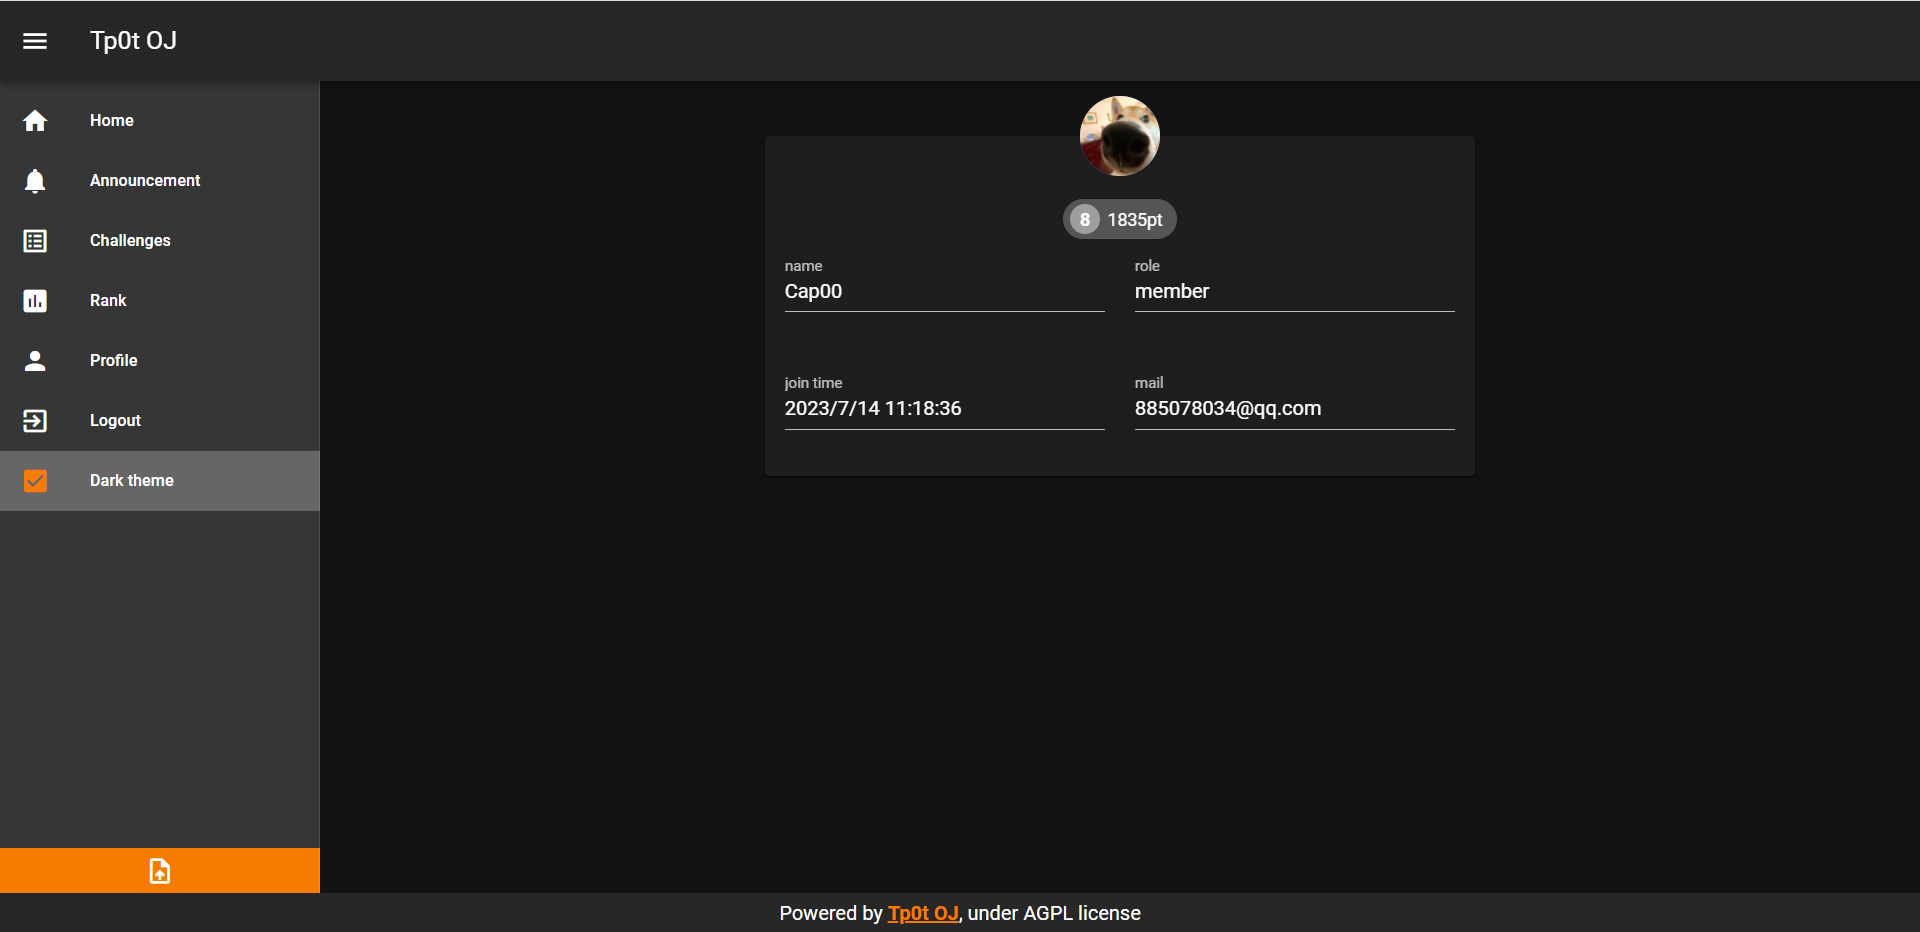 Tp0t OJ
Home
Announcement
Challenges
Rank
Profile
Logout
Dark theme
8 1835pt
name
Cap00
role
member
join time
2023/7/14 11:18:36
mail
885078034@qq.com
Powered by Tp0t OJ, under AGPL license